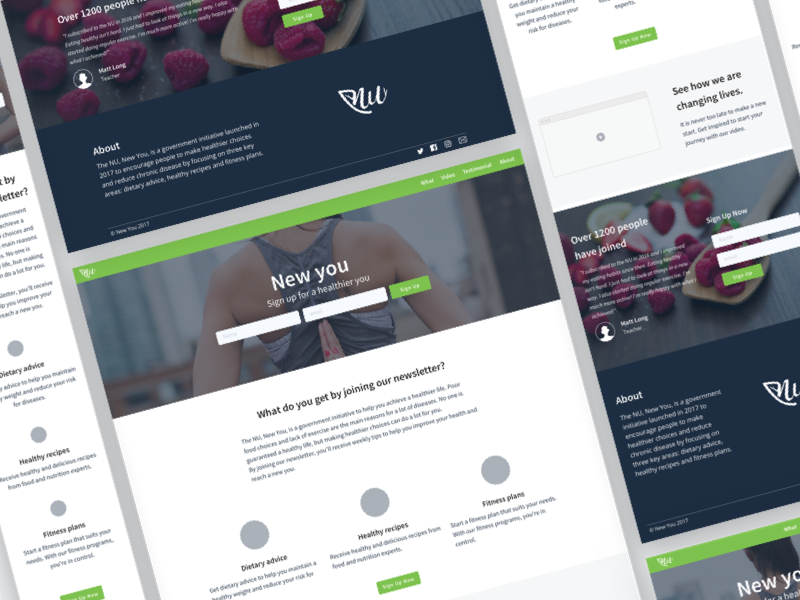 Over 1200 people h
"I subscribed to the NU in 2016 and I improved my eating habits
Eating healthy isn't hard. I just had to look at things in a new way. I also
started doing regular exercise. I'm much more active! I'm really happy with
what I achieved!".
Matt Long
Teacher
Sign Up
NU
About
The NU, New You, is a government initiative launched in
2017 to encourage people to make healthier choices
and reduce chronic disease by focusing on three key
areas: dietary advice, healthy recipes and fitness plans.
© New You 2017
NU
What Video Testimonial About
New you
Sign up for a healthier you
Sign Up
What do you get by joining our newsletter?
The NU, New You, is a government initiative to help you achieve a healthier life. Poor
food choices and lack of exercise are the main reasons for a lot of diseases. No one is
guaranteed a healthy life, but making healthier choices can do a lot for you.
By joining our newsletter, you'll receive weekly tips to help you improve your health and
reach a new you.
Dietary advice
Get dietary advice to help you maintain a
healthy weight and reduce your risk for
Healthy recipes
Receive healthy and delicious recipes from
food and nutrition experts.
Sign Up Now
Fitness plans
Start a fitness plan that suits your needs.
With our fitness programs, you're in
control.
t by
letter?
overnment
achieve a
choices and
main reasons
No one is
life, but making
do a lot for you.
sletter, you'll receive
lp you improve your
reach a new you.
Dietary advice
y advice to help you maintain
y weight and reduce your risk
for diseases.
Healthy recipes
Receive healthy and delicious recipes
from food and nutrition experts.
Fitness plans
Start a fitness plan that suits your
needs. With our fitness programs,
you're in control.
Sign Up Now
Get dietary
you maintain a healthy
weight and reduce your
risk for diseases.
experts.
Sign Up Now
See how we are
changing lives.
It is never too late to make a new
start. Get inspired to start your
journey with our video.
Over 1200 people
have joined
"I subscribed to the NU in 2016 and I improved
my eating habits since then. Eating healthy
isn't hard. I just had to look at things in a new
way. I also started doing regular exercise. I'm
much more active! I'm really happy with what I
achieved!".
Matt Long
Teacher
Sign Up Now
Sign Up
About
The NU, New You, is a government
initiative launched in 2017 to
encourage people to make
healthier choices and reduce
chronic disease by focusing on
three key areas: dietary advice,
healthy recipes and fitness plans.
NU
© New You 2017
NU
What
New yo